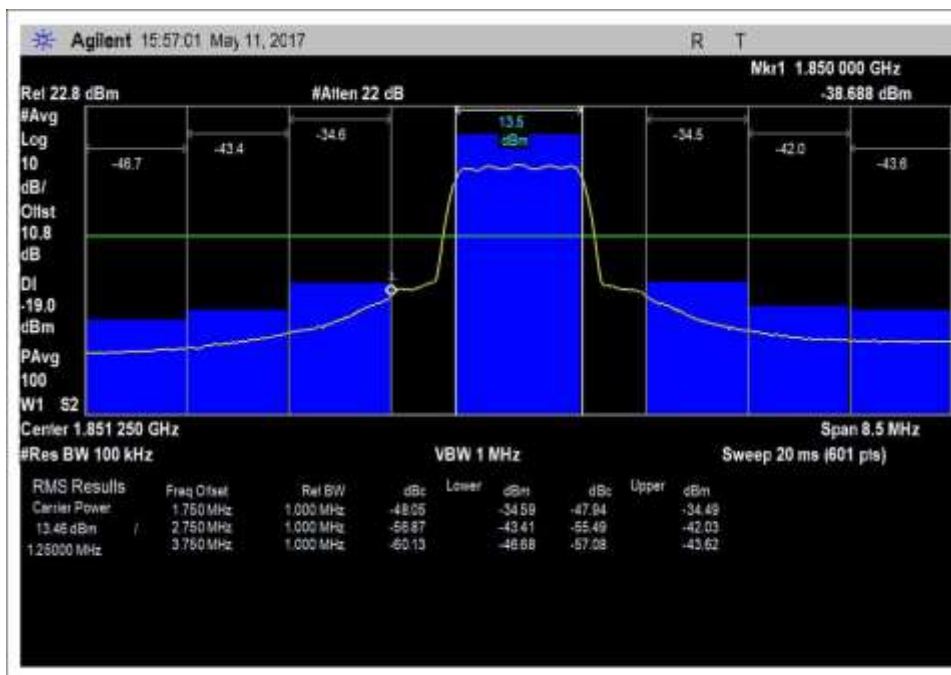 Agilent 15:57:01 May 11, 2017 R T
Mkr1 1.850 000 GHz
Ref 22.8 dBm #Atten 22 dB -38.688 dBm
#Avg
Log
10
dB/
Offst
10.8
dB
DI
-19.0
dBm
PAvg
100
W1 S2
-46.7 -43.4 -34.6 13.5 dBm -34.5 -42.0 -43.6
1
Center 1.851 250 GHz Span 8.5 MHz
#Res BW 100 kHz VBW 1 MHz Sweep 20 ms (601 pts)
RMS Results Freq Offset Ref BW dBc Lower dBm dBc Upper dBm
Carrier Power 1.750 MHz 1.000 MHz -48.05 -34.59 -47.94 -34.49
13.46 dBm / 2.750 MHz 1.000 MHz -56.87 -43.41 -55.49 -42.03
1.25000 MHz 3.750 MHz 1.000 MHz -60.13 -46.68 -57.08 -43.62